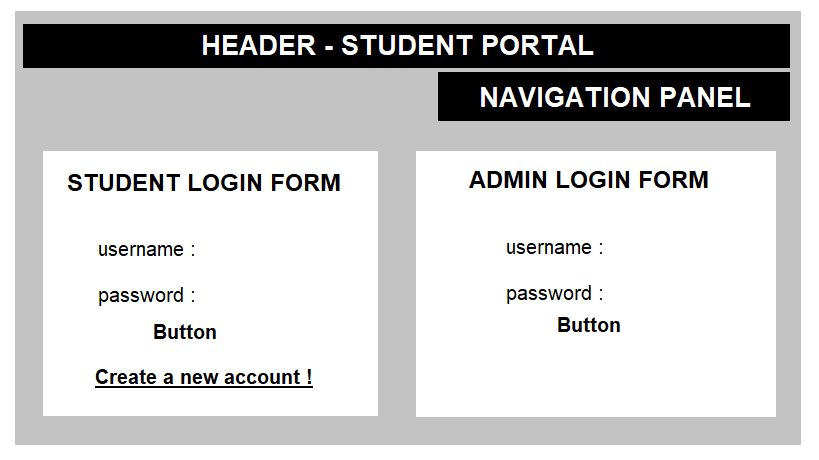 HEADER - STUDENT PORTAL
NAVIGATION PANEL
STUDENT LOGIN FORM
username :
password :
Button
Create a new account !
ADMIN LOGIN FORM
username :
password :
Button